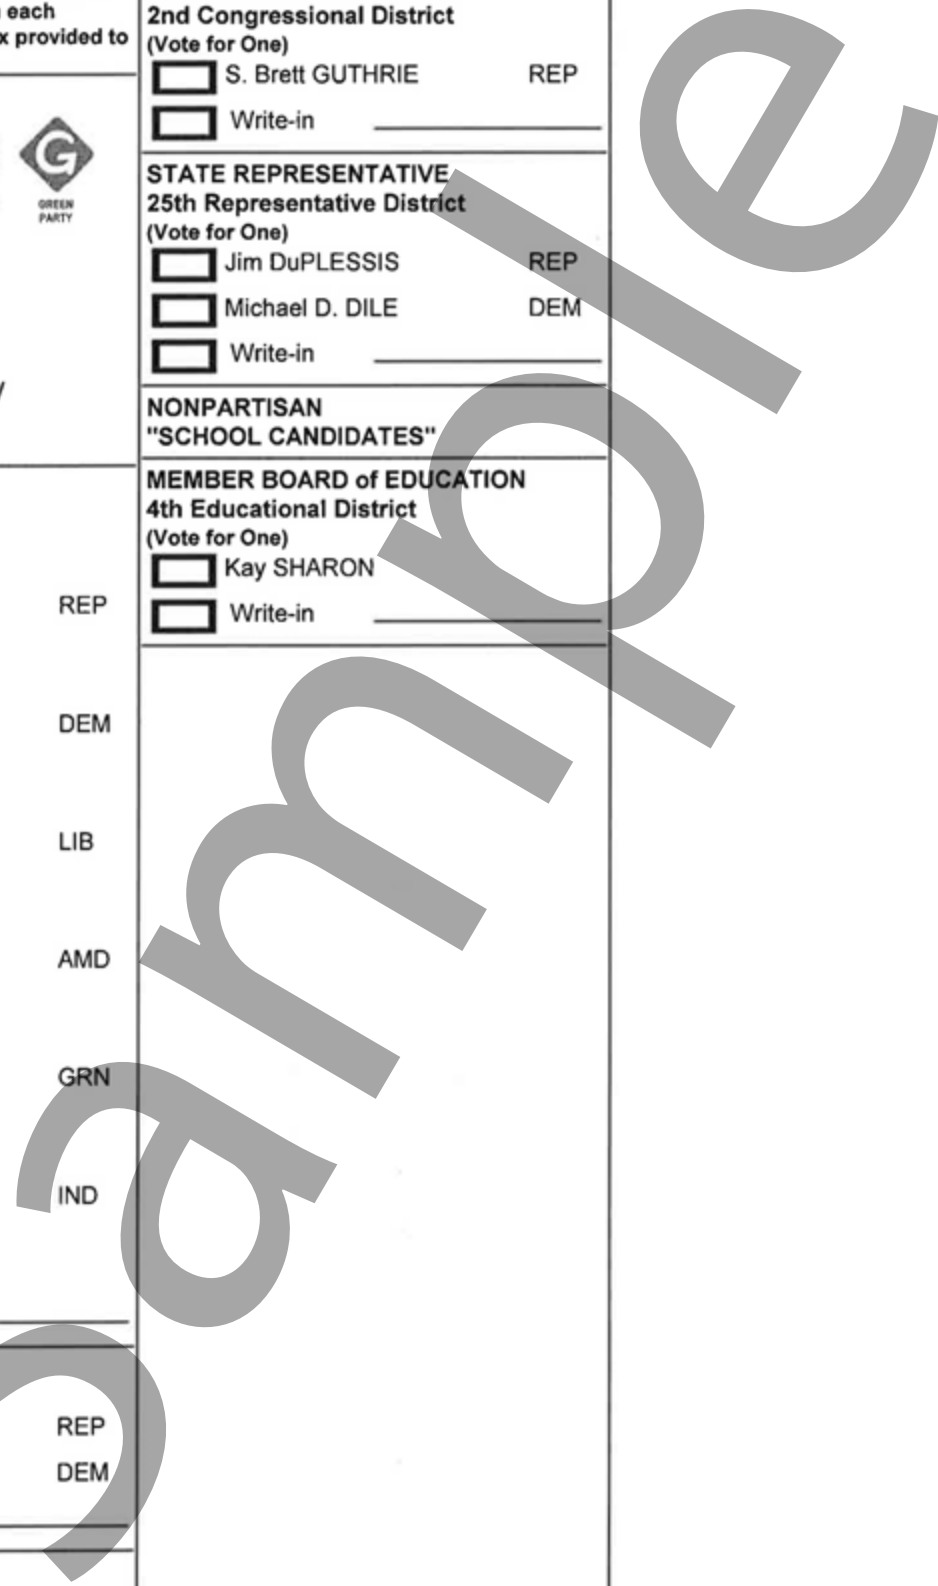 each
x provided to
G
GREEN
PARTY
REP
DEM
LIB
AMD
GRN
IND
REP
DEM
2nd Congressional District
(Vote for One)
S. Brett GUTHRIE REP
Write-in
STATE REPRESENTATIVE
25th Representative District
(Vote for One)
Jim DuPLESSIS REP
Michael D. DILE DEM
Write-in
NONPARTISAN
"SCHOOL CANDIDATES"
MEMBER BOARD of EDUCATION
4th Educational District
(Vote for One)
Kay SHARON
Write-in
ample